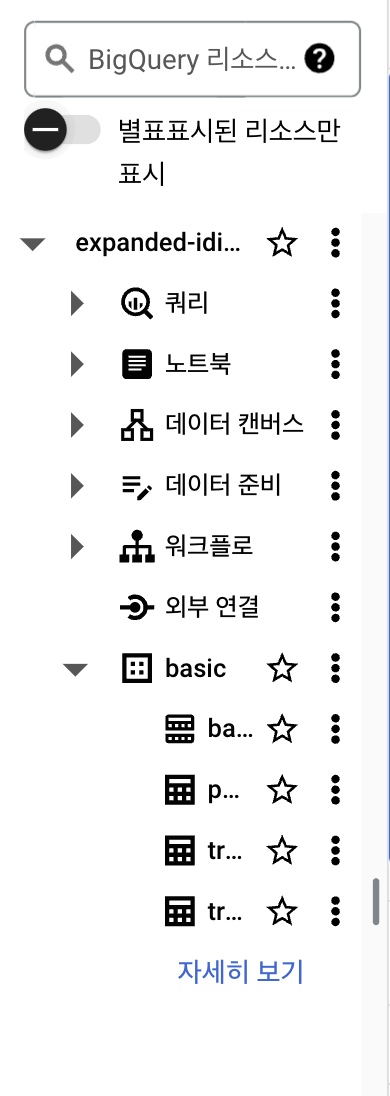 BigQuery 리소스...
별표표시된 리소스만
표시
expanded-idi...
쿼리
노트북
데이터 캔버스
데이터 준비
워크플로
외부 연결
basic
ba...
p...
tr...
tr...
자세히 보기